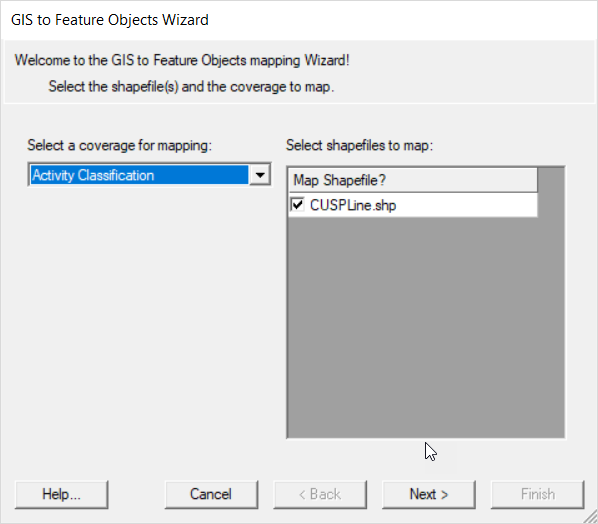 GIS to Feature Objects Wizard
Welcome to the GIS to Feature Objects mapping Wizard!
Select the shapefile(s) and the coverage to map.
Select a coverage for mapping:
Activity Classification
Select shapefiles to map:
Map Shapefile?
CUSPLine.shp
Help...
Cancel
< Back
Next >
Finish